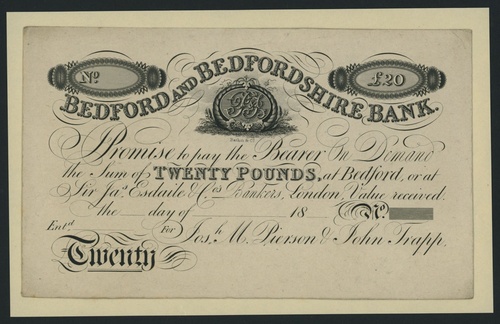 No.
£20
BEDFORD AND BEDFORDSHIRE BANK.
Promise to pay the Bearer On Demand
the Sum of TWENTY POUNDS, at Bedford, or at
Sir Jas. Esdaile & Cos. Bankers, London, Value received.
the day of 18 No.
Entd.
For Josh. M. Pierson & John Trapp.
Twenty